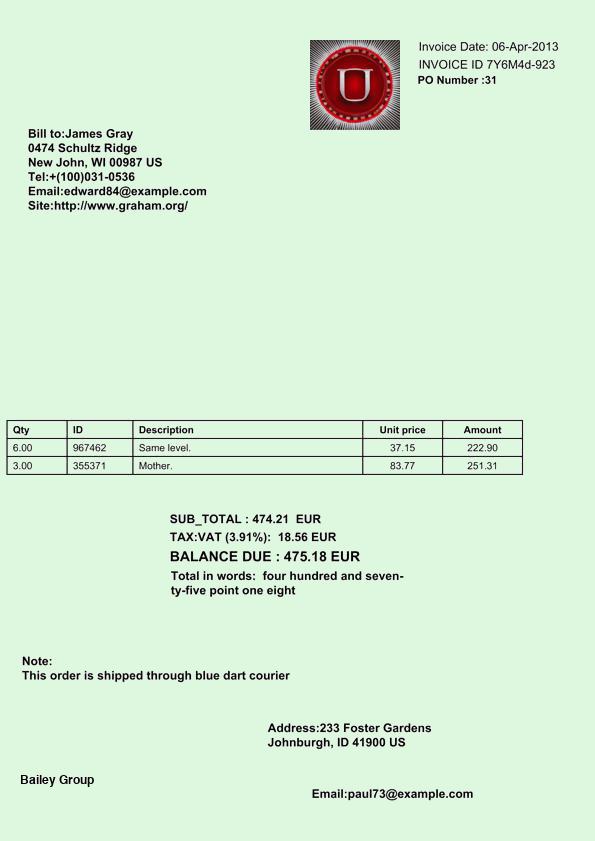 U
Invoice Date: 06-Apr-2013
INVOICE ID 7Y6M4d-923
PO Number :31
Bill to:James Gray
0474 Schultz Ridge
New John, WI 00987 US
Tel:+(100)031-0536
Email:edward84@example.com
Site:http://www.graham.org/
Qty ID Description Unit price Amount
6.00 967462 Same level. 37.15 222.90
3.00 355371 Mother. 83.77 251.31
SUB_TOTAL : 474.21 EUR
TAX:VAT (3.91%): 18.56 EUR
BALANCE DUE : 475.18 EUR
Total in words: four hundred and seven-
ty-five point one eight
Note:
This order is shipped through blue dart courier
Address:233 Foster Gardens
Johnburgh, ID 41900 US
Bailey Group
Email:paul73@example.com